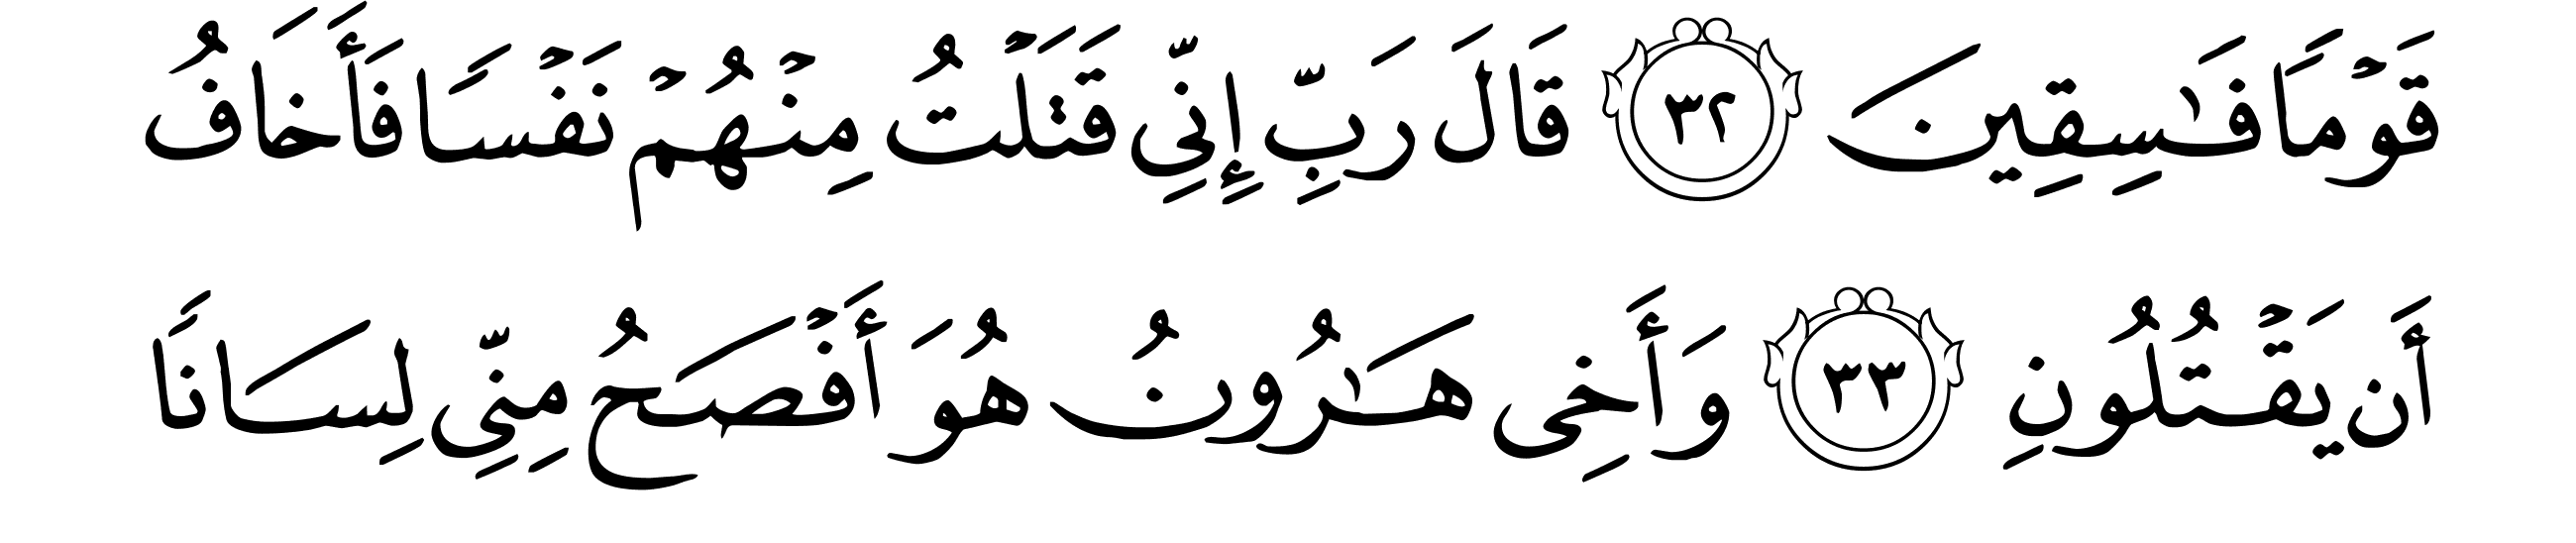 قَوۡمًا فَٰسِقِينَ ٣٢ قَالَ رَبِّ إِنِّي قَتَلۡتُ مِنۡهُمۡ نَفۡسًا فَأَخَافُ
أَن يَقۡتُلُونِ ٣٣ وَأَخِي هَٰرُونُ هُوَ أَفۡصَحُ مِنِّي لِسَانًا